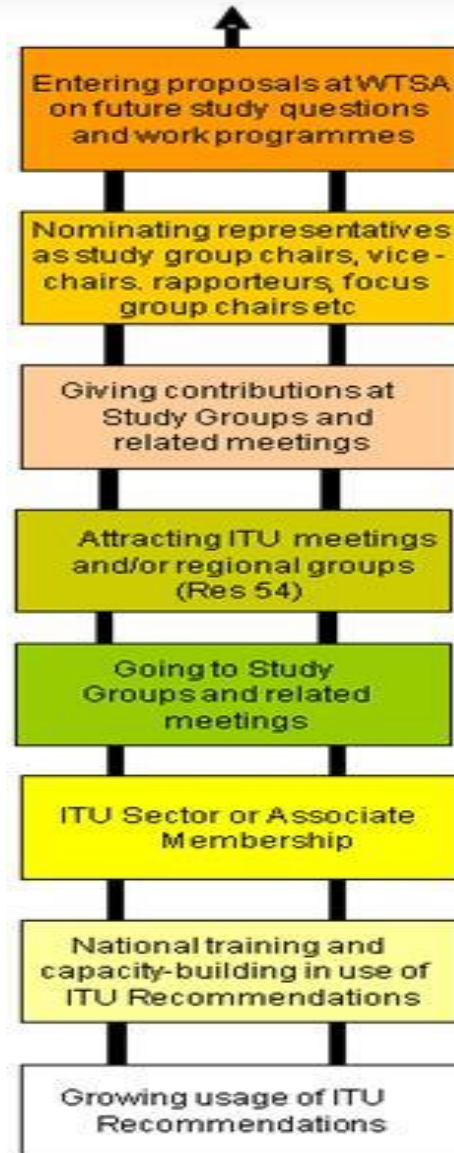 Entering proposals at WTSA
on future study questions
and work programmes
Nominating representatives
as study group chairs, vice-
chairs. rapporteurs, focus
group chairs etc
Giving contributions at
Study Groups and
related meetings
Attracting ITU meetings
and/or regional groups
(Res 54)
Going to Study
Groups and related
meetings
ITU Sector or Associate
Membership
National training and
capacity-building in use of
ITU Recommendations
Growing usage of ITU
Recommendations